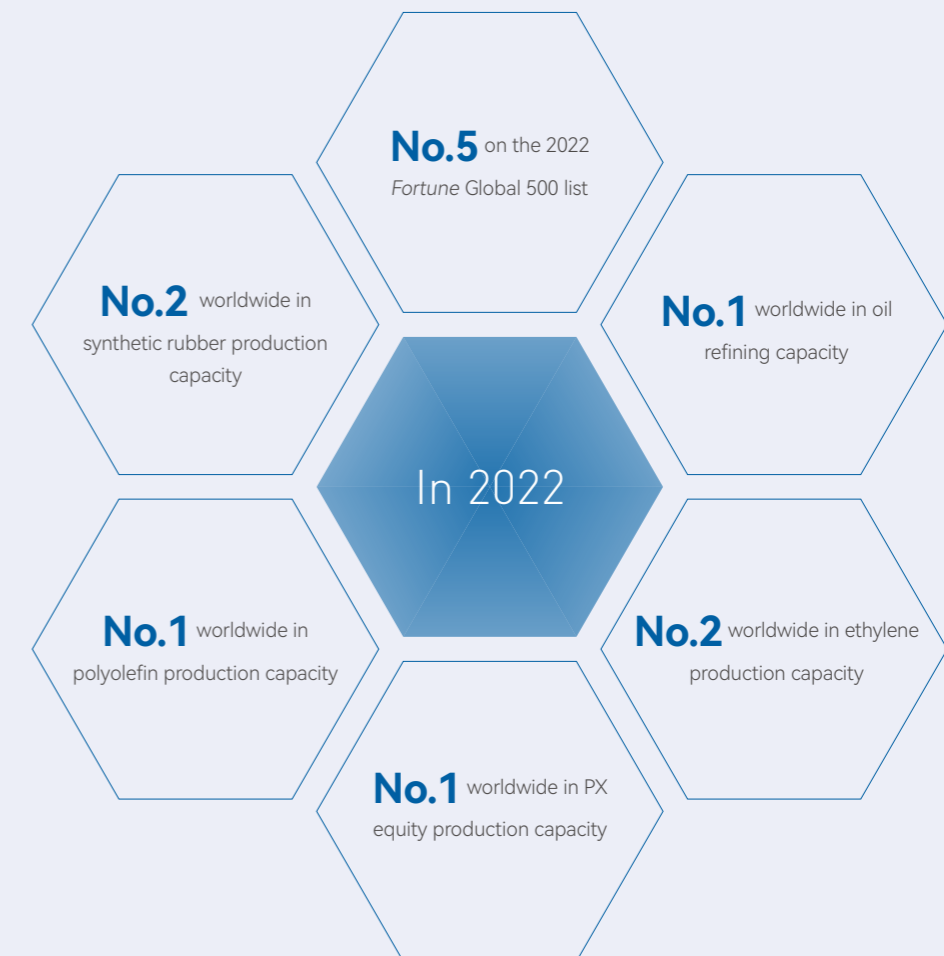 No.5 on the 2022
Fortune Global 500 list
No.2 worldwide in
synthetic rubber production
capacity
No.1 worldwide in oil
refining capacity
In 2022
No.1 worldwide in
polyolefin production capacity
No.2 worldwide in ethylene
production capacity
No.1 worldwide in PX
equity production capacity